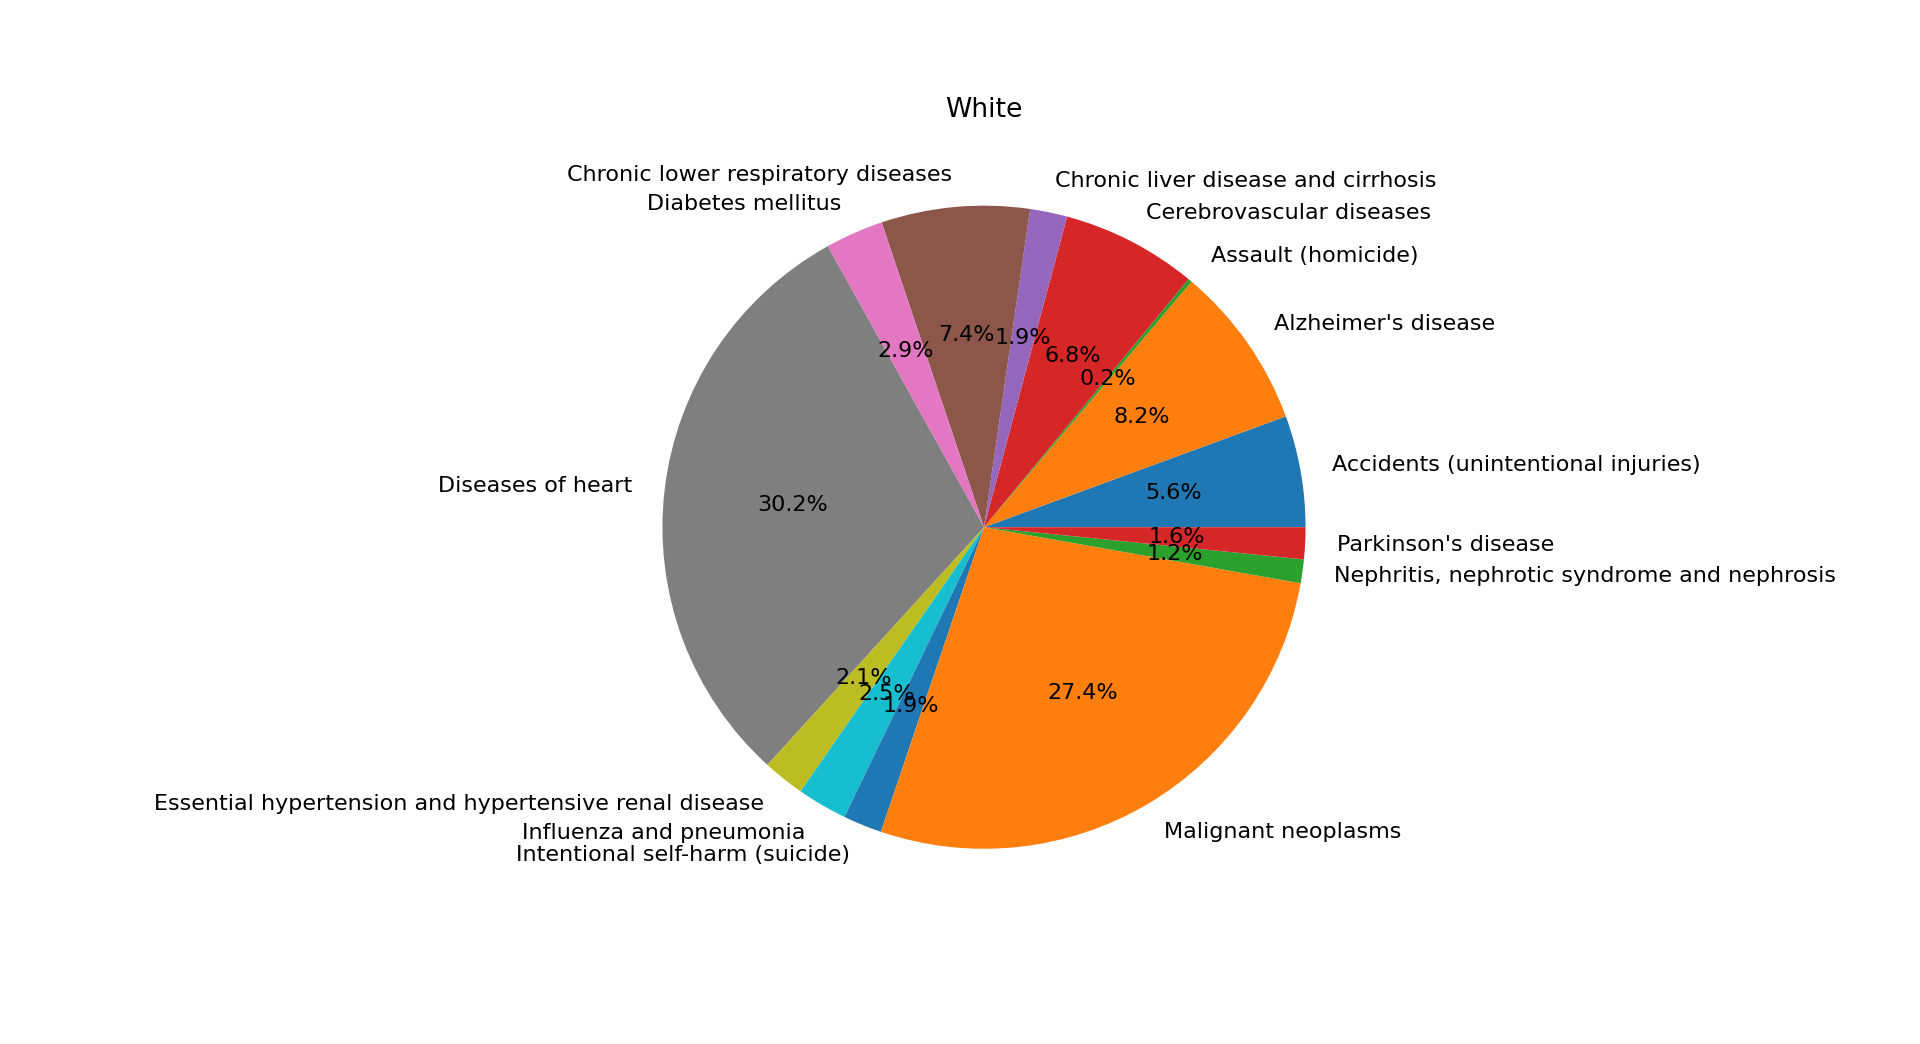 White
Chronic lower respiratory diseases
Diabetes mellitus
Chronic liver disease and cirrhosis
Cerebrovascular diseases
Assault (homicide)
Alzheimer's disease
Accidents (unintentional injuries)
Parkinson's disease
Nephritis, nephrotic syndrome and nephrosis
Malignant neoplasms
Diseases of heart
Essential hypertension and hypertensive renal disease
Influenza and pneumonia
Intentional self-harm (suicide)
7.4%
1.9%
2.9%
6.8%
0.2%
8.2%
5.6%
30.2%
1.6%
1.2%
2.1%
2.5%
1.9%
27.4%